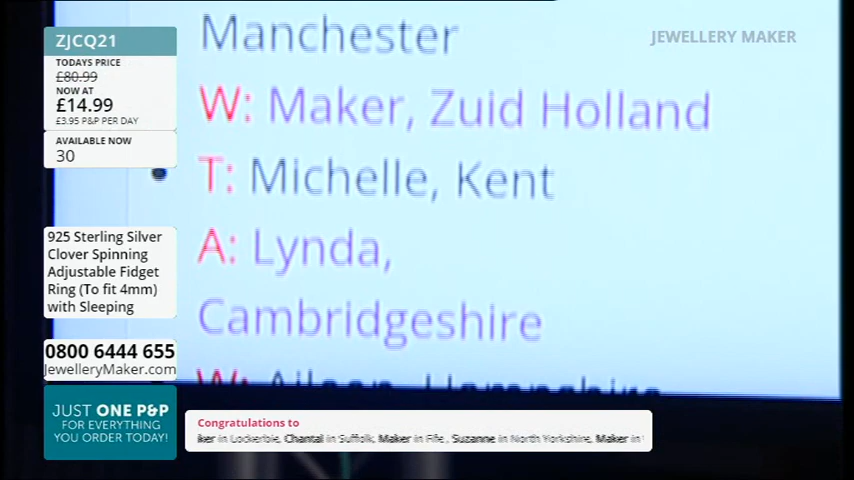 ZJCQ21
TODAYS PRICE
£80.99
NOW AT
£14.99
£3.95 P&P PER DAY
AVAILABLE NOW
30
925 Sterling Silver
Clover Spinning
Adjustable Fidget
Ring (To fit 4mm)
with Sleeping
0800 6444 655
JewelleryMaker.com
JUST ONE P&P
FOR EVERYTHING
YOU ORDER TODAY!
JEWELLERY MAKER
Manchester
W: Maker, Zuid Holland
T: Michelle, Kent
A: Lynda,
Cambridgeshire
W: Aileen, Hampshire
Congratulations to
ker in Lockerbie, Chantal in Suffolk, Maker in Fife, Suzanne in North Yorkshire, Maker in